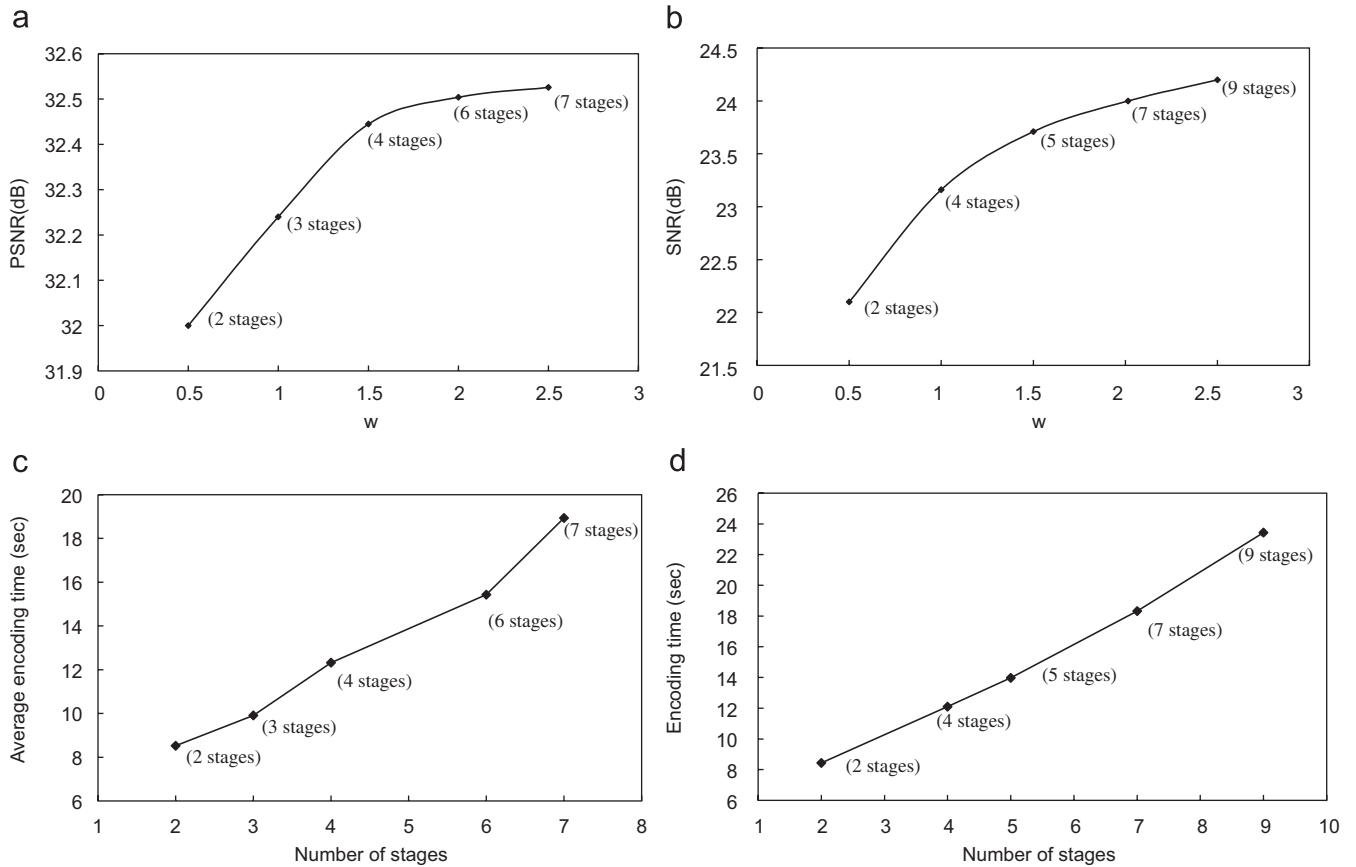 a
PSNR(dB)
32.6
32.5
32.4
32.3
32.2
32.1
32
31.9
(2 stages)
(3 stages)
(4 stages)
(6 stages)
(7 stages)
0 0.5 1 1.5 2 2.5 3
w
b
SNR(dB)
24.5
24
23.5
23
22.5
22
21.5
(2 stages)
(4 stages)
(5 stages)
(7 stages)
(9 stages)
0 0.5 1 1.5 2 2.5 3
w
c
Average encoding time (sec)
20
18
16
14
12
10
8
6
(2 stages)
(3 stages)
(4 stages)
(6 stages)
(7 stages)
1 2 3 4 5 6 7 8
Number of stages
d
Encoding time (sec)
26
24
22
20
18
16
14
12
10
8
6
(2 stages)
(4 stages)
(5 stages)
(7 stages)
(9 stages)
1 2 3 4 5 6 7 8 9 10
Number of stages